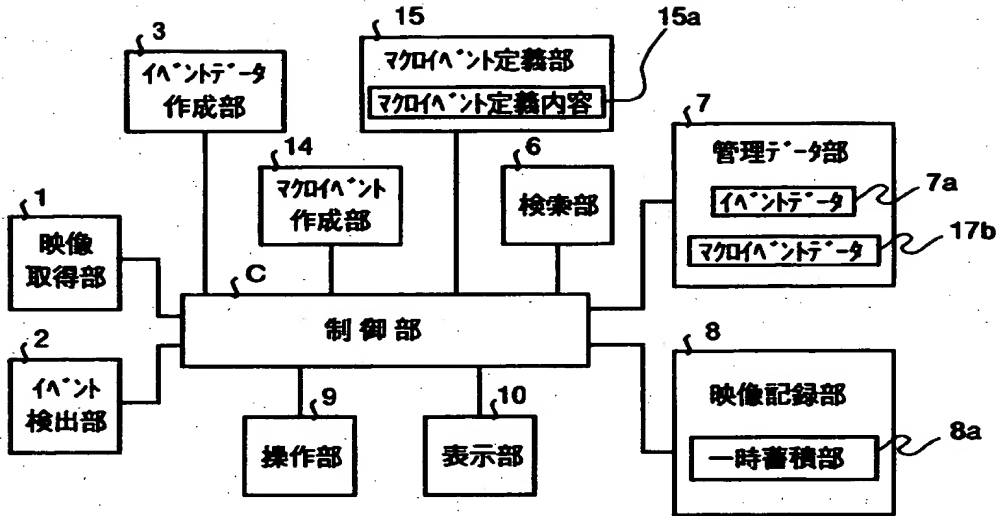 3
イベントデータ
作成部
15
マクロイベント定義部
マクロイベント定義内容
15a
14
マクロイベント
作成部
6
検索部
7
管理データ部
イベントデータ
7a
マクロイベントデータ
17b
1
映像
取得部
C
制御部
2
イベント
検出部
9
操作部
10
表示部
8
映像記録部
一時蓄積部
8a